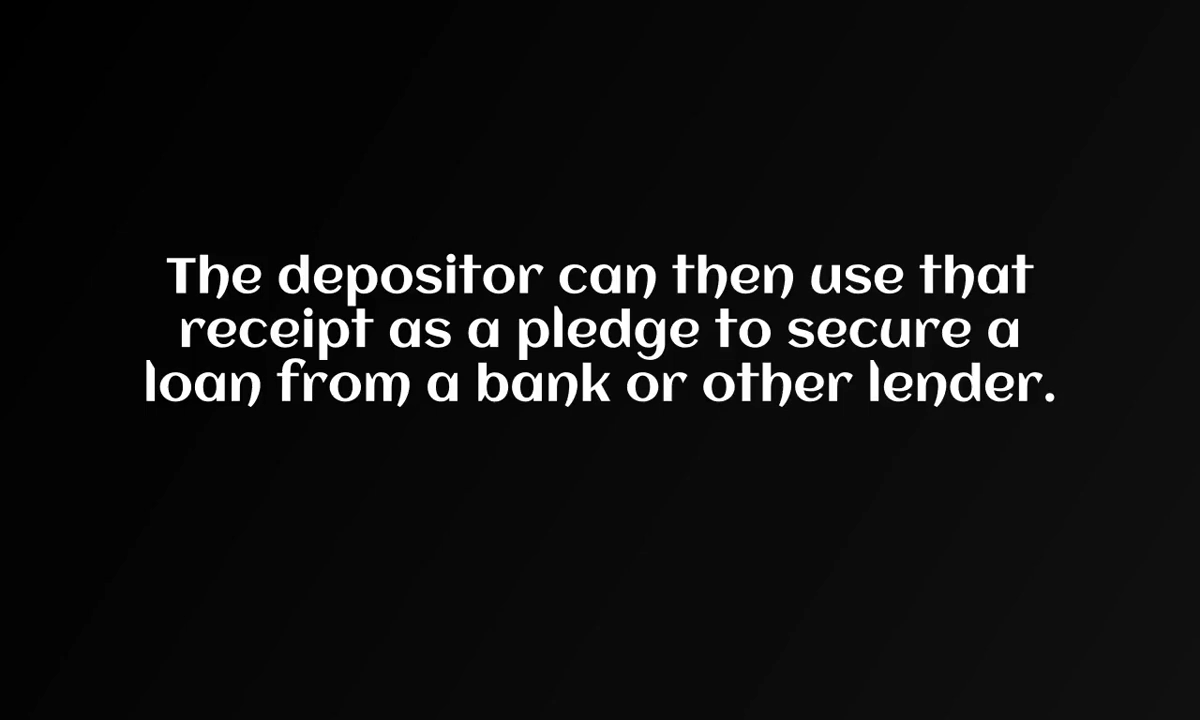 The depositor can then use that
receipt as a pledge to secure a
loan from a bank or other lender.